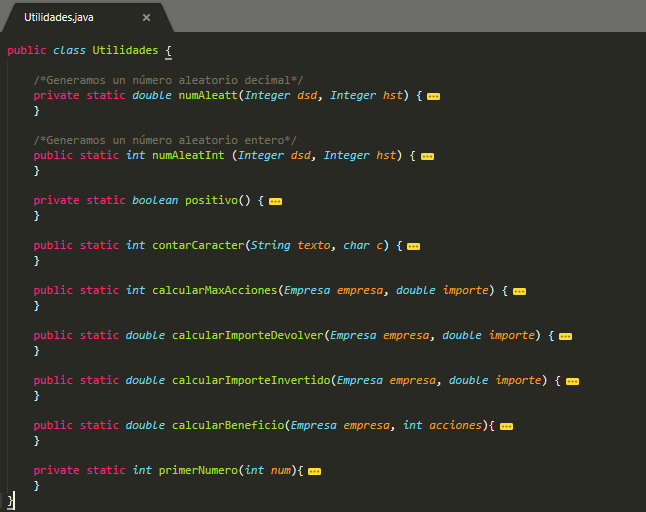 Utilidades.java ×
public class Utilidades {
/*Generamos un número aleatorio decimal*/
private static double numAleatt(Integer dsd, Integer hst) {
}
/*Generamos un número aleatorio entero*/
public static int numAleatInt (Integer dsd, Integer hst) {
}
private static boolean positivo() {
}
public static int contarCaracter(String texto, char c) {
}
public static int calcularMaxAcciones(Empresa empresa, double importe) {
}
public static double calcularImporteDevolver(Empresa empresa, double importe) {
}
public static double calcularImporteInvertido(Empresa empresa, double importe) {
}
public static double calcularBeneficio(Empresa empresa, int acciones){
}
private static int primerNumero(int num){
}
}